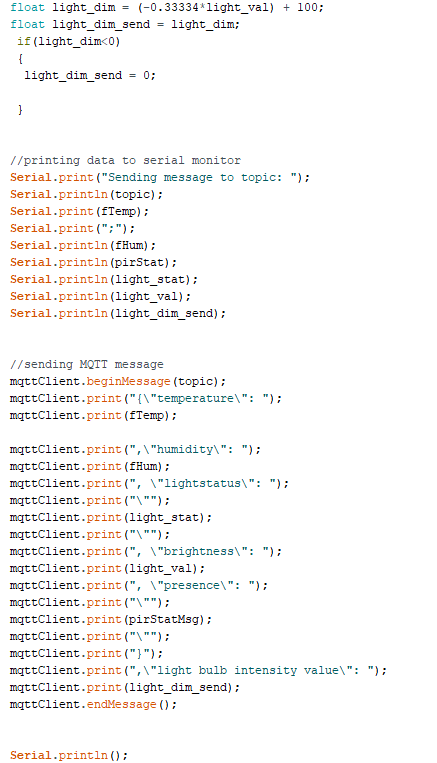 float light_dim = (-0.33334*light_val) + 100;
float light_dim_send = light_dim;
if(light_dim<0)
{
light_dim_send = 0;
}
//printing data to serial monitor
Serial.print("Sending message to topic: ");
Serial.println(topic);
Serial.print(fTemp);
Serial.print(";");
Serial.println(fHum);
Serial.println(pirStat);
Serial.println(light_stat);
Serial.println(light_val);
Serial.println(light_dim_send);
//sending MQTT message
mqttClient.beginMessage(topic);
mqttClient.print("{\"temperature\": ");
mqttClient.print(fTemp);
mqttClient.print(",\"humidity\": ");
mqttClient.print(fHum);
mqttClient.print(", \"lightstatus\": ");
mqttClient.print("\"");
mqttClient.print(light_stat);
mqttClient.print("\"");
mqttClient.print(", \"brightness\": ");
mqttClient.print(light_val);
mqttClient.print(", \"presence\": ");
mqttClient.print("\"");
mqttClient.print(pirStatMsg);
mqttClient.print("\"");
mqttClient.print("}");
mqttClient.print(",\"light bulb intensity value\": ");
mqttClient.print(light_dim_send);
mqttClient.endMessage();
Serial.println();